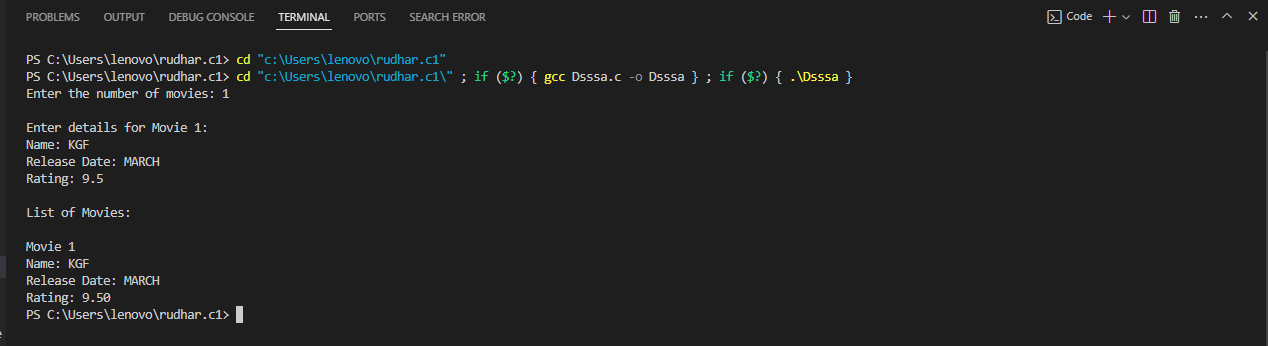 PROBLEMS OUTPUT DEBUG CONSOLE TERMINAL PORTS SEARCH ERROR Code
PS C:\Users\lenovo\rudhar.c1> cd "c:\Users\lenovo\rudhar.c1"
PS C:\Users\lenovo\rudhar.c1> cd "c:\Users\lenovo\rudhar.c1\" ; if ($?) { gcc Dsssa.c -o Dsssa } ; if ($?) { .\Dsssa }
Enter the number of movies: 1
Enter details for Movie 1:
Name: KGF
Release Date: MARCH
Rating: 9.5
List of Movies:
Movie 1
Name: KGF
Release Date: MARCH
Rating: 9.50
PS C:\Users\lenovo\rudhar.c1>